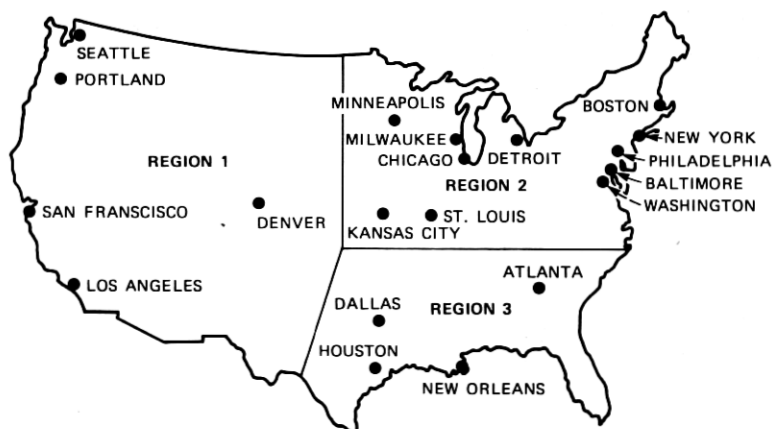 SEATTLE
PORTLAND
MINNEAPOLIS
BOSTON
MILWAUKEE
NEW YORK
REGION 1
CHICAGO
DETROIT
PHILADELPHIA
REGION 2
BALTIMORE
WASHINGTON
SAN FRANSCISCO
DENVER
ST. LOUIS
KANSAS CITY
LOS ANGELES
ATLANTA
DALLAS
REGION 3
HOUSTON
NEW ORLEANS